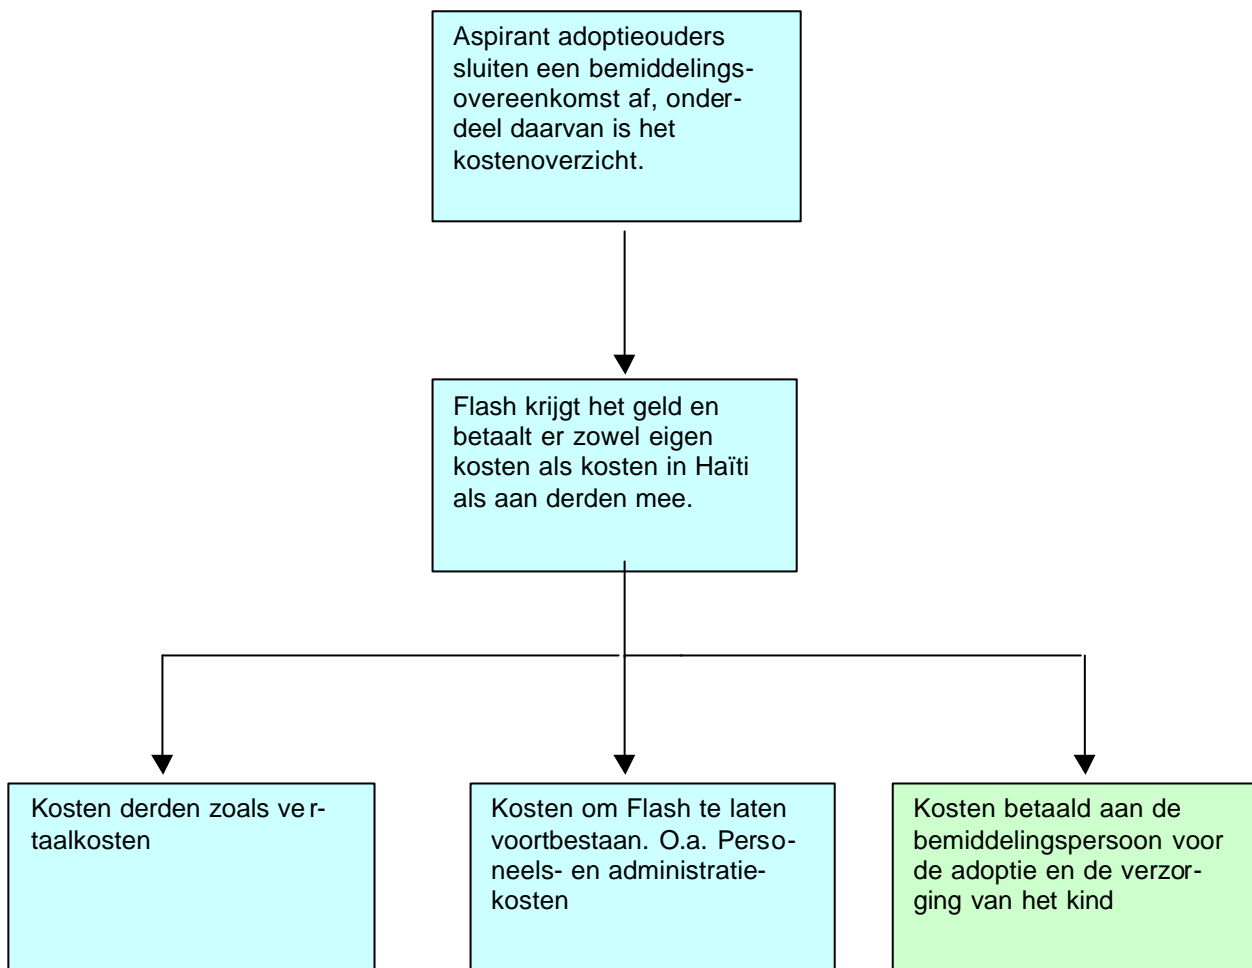 Aspirant adoptieouders
sluiten een bemiddelings-
overeenkomst af, onder-
deel daarvan is het
kostenoverzicht.
Flash krijgt het geld en
betaalt er zowel eigen
kosten als kosten in Haïti
als aan derden mee.
Kosten derden zoals ver-
taalkosten
Kosten om Flash te laten
voortbestaan. O.a. Perso-
neels- en administratie-
kosten
Kosten betaald aan de
bemiddelingspersoon voor
de adoptie en de verzor-
ging van het kind